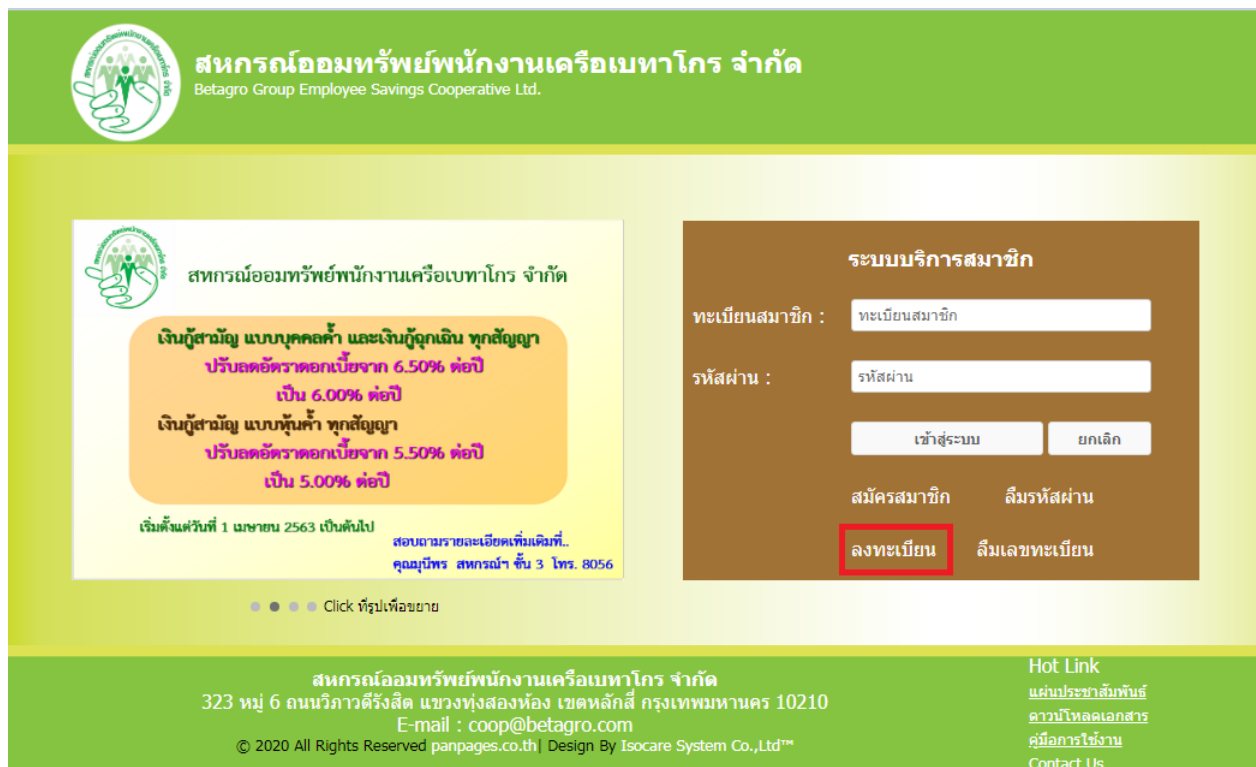 สหกรณ์ออมทรัพย์พนักงานเครือเบทาโกร จำกัด
Betagro Group Employee Savings Cooperative Ltd.
สหกรณ์ออมทรัพย์พนักงานเครือเบทาโกร จำกัด
เงินกู้สามัญ แบบบุคคลค้ำ และเงินกู้ฉุกเฉิน ทุกสัญญา
ปรับลดอัตราดอกเบี้ยจาก 6.50% ต่อปี
เป็น 6.00% ต่อปี
เงินกู้สามัญ แบบหุ้นค้ำ ทุกสัญญา
ปรับลดอัตราดอกเบี้ยจาก 5.50% ต่อปี
เป็น 5.00% ต่อปี
เริ่มตั้งแต่วันที่ 1 เมษายน 2563 เป็นต้นไป
สอบถามรายละเอียดเพิ่มเติมที่..
คุณมุนีพร สหกรณ์ฯ ชั้น 3 โทร. 8056
Click ที่รูปเพื่อขยาย
ระบบบริการสมาชิก
ทะเบียนสมาชิก : ทะเบียนสมาชิก
รหัสผ่าน : รหัสผ่าน
เข้าสู่ระบบ ยกเลิก
สมัครสมาชิก ลืมรหัสผ่าน
ลงทะเบียน ลืมเลขทะเบียน
สหกรณ์ออมทรัพย์พนักงานเครือเบทาโกร จำกัด
323 หมู่ 6 ถนนวิภาวดีรังสิต แขวงทุ่งสองห้อง เขตหลักสี่ กรุงเทพมหานคร 10210
E-mail : coop@betagro.com
© 2020 All Rights Reserved panpages.co.th| Design By Isocare System Co.,Ltd™
Hot Link
แผ่นประชาสัมพันธ์
ดาวน์โหลดเอกสาร
คู่มือการใช้งาน
Contact Us